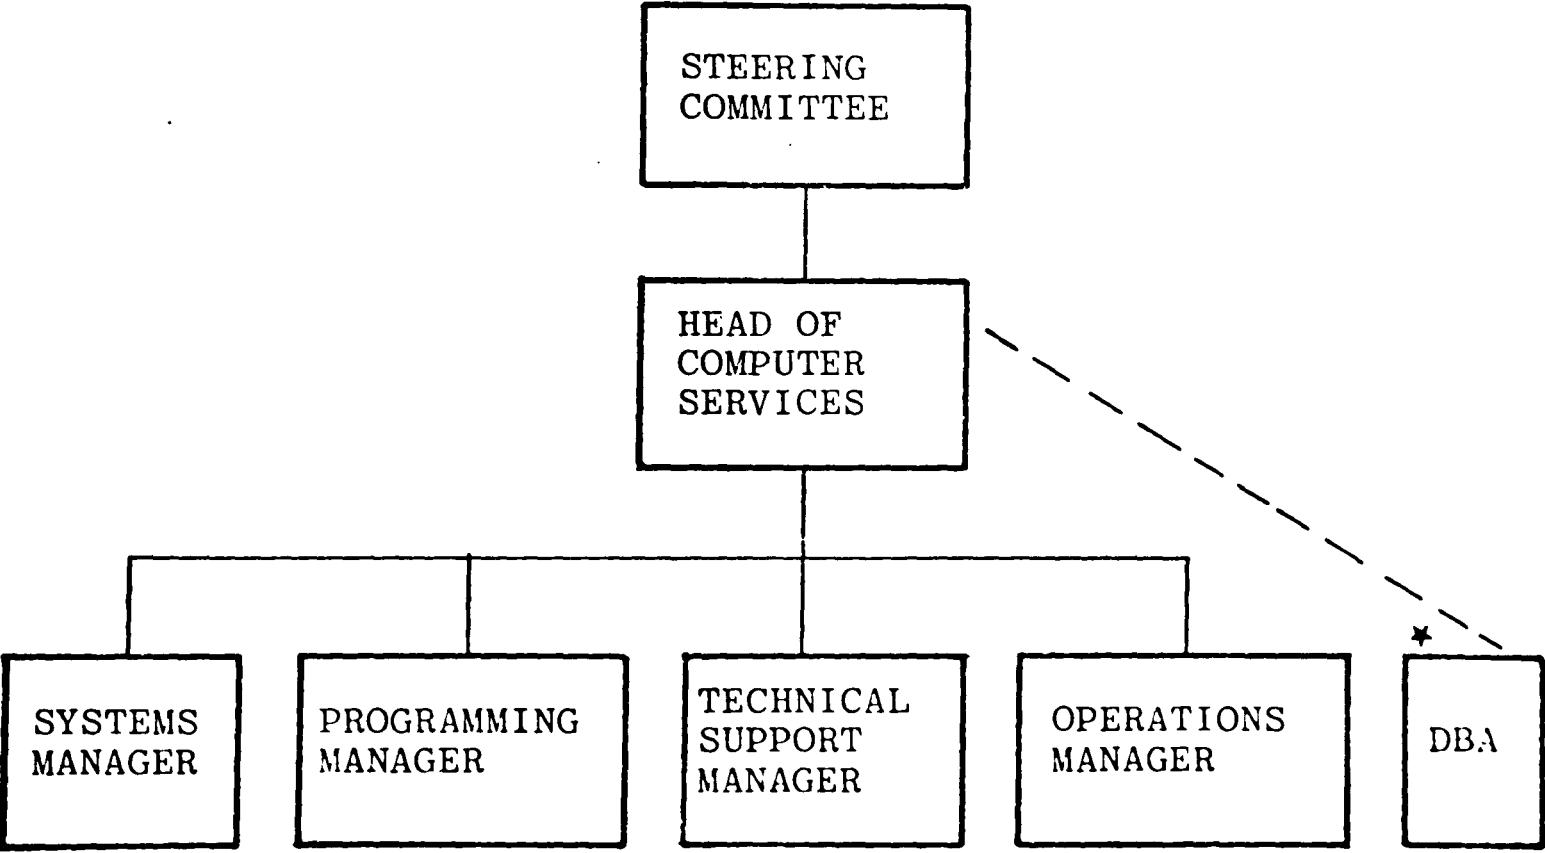 STEERING
COMMITTEE
HEAD OF
COMPUTER
SERVICES
SYSTEMS
MANAGER
PROGRAMMING
MANAGER
TECHNICAL
SUPPORT
MANAGER
OPERATIONS
MANAGER
★
DBA